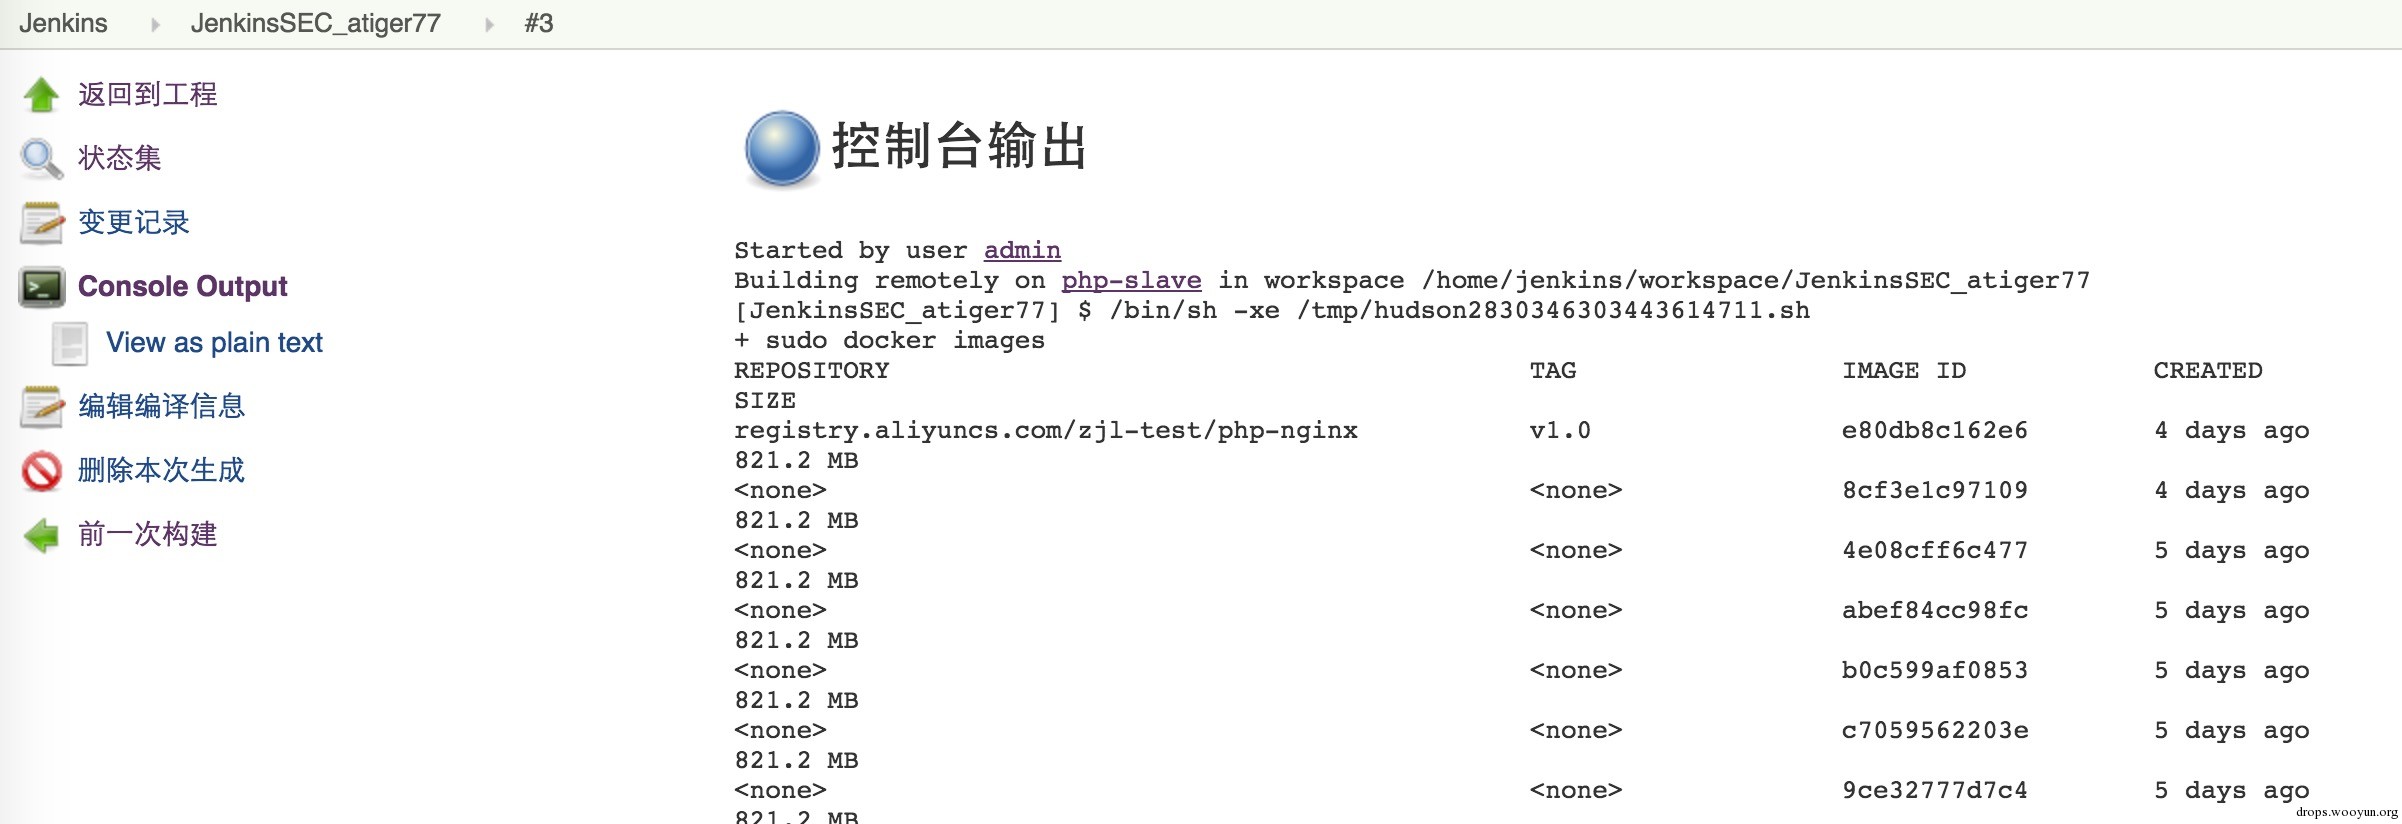 Jenkins JenkinsSEC_atiger77 #3
返回到工程
状态集
变更记录
Console Output
View as plain text
编辑编译信息
删除本次生成
前一次构建
控制台输出
Started by user admin
Building remotely on php-slave in workspace /home/jenkins/workspace/JenkinsSEC_atiger77
[JenkinsSEC_atiger77] $ /bin/sh -xe /tmp/hudson2830346303443614711.sh
+ sudo docker images
REPOSITORY TAG IMAGE ID CREATED
SIZE
registry.aliyuncs.com/zjl-test/php-nginx v1.0 e80db8c162e6 4 days ago
821.2 MB
<none> <none> 8cf3e1c97109 4 days ago
821.2 MB
<none> <none> 4e08cff6c477 5 days ago
821.2 MB
<none> <none> abef84cc98fc 5 days ago
821.2 MB
<none> <none> b0c599af0853 5 days ago
821.2 MB
<none> <none> c7059562203e 5 days ago
821.2 MB
<none> <none> 9ce32777d7c4 5 days ago
821.2 MB
drops.wooyun.org